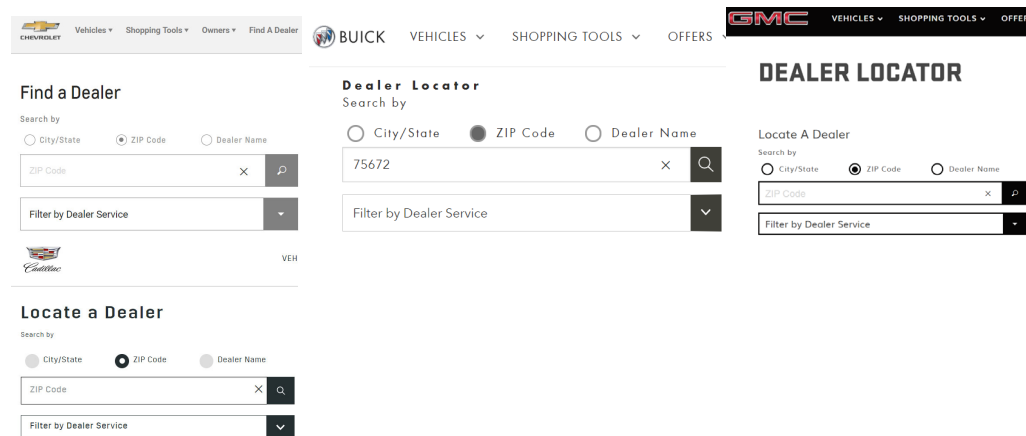 CHEVROLET
Vehicles ▾ Shopping Tools ▾ Owners ▾ Find A Dealer
Find a Dealer
Search by
City/State ZIP Code Dealer Name
ZIP Code
Filter by Dealer Service
Cadillac
VEH
Locate a Dealer
Search by
City/State ZIP Code Dealer Name
ZIP Code
Filter by Dealer Service
BUICK VEHICLES SHOPPING TOOLS OFFERS
Dealer Locator
Search by
City/State ZIP Code Dealer Name
75672
Filter by Dealer Service
GMC VEHICLES SHOPPING TOOLS OFFER
DEALER LOCATOR
Locate A Dealer
Search by
City/State ZIP Code Dealer Name
ZIP Code
Filter by Dealer Service